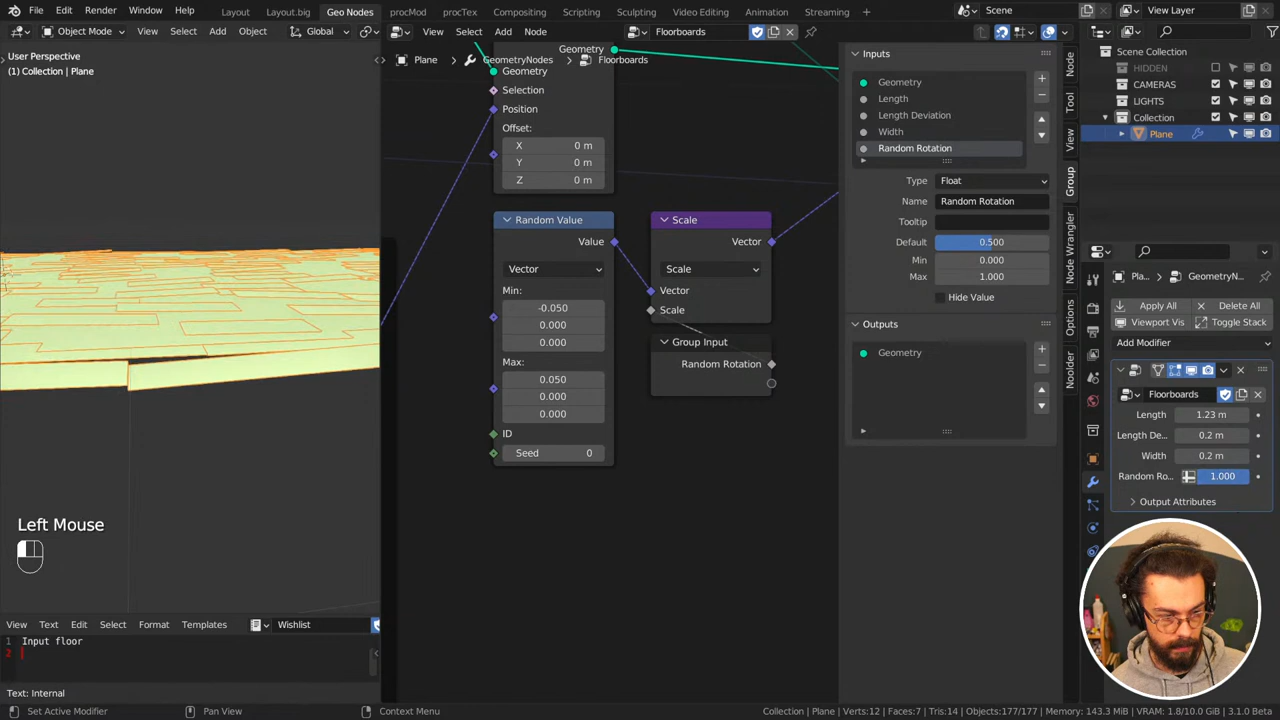 File Edit Render Window Help Layout Layout.big Geo Nodes procMod procTex Compositing Scripting Sculpting Video Editing Animation Streaming + Scene View Layer
Object Mode View Select Add Object Global View Select Add Node Floorboards
User Perspective
(1) Collection | Plane
Plane > GeometryNodes > Floorboards
Geometry
Geometry
Selection
Position
Offset:
X 0 m
Y 0 m
Z 0 m
Random Value
Value
Vector
Min:
-0.050
0.000
0.000
Max:
0.050
0.000
0.000
ID
Seed 0
Scale
Vector
Scale
Vector
Scale
Group Input
Random Rotation
Inputs
Geometry
Length
Length Deviation
Width
Random Rotation
Type Float
Name Random Rotation
Tooltip
Default 0.500
Min 0.000
Max 1.000
Hide Value
Outputs
Geometry
Node
Tool
View
Group
Node Wrangler
Options
Noodler
Scene Collection
HIDDEN
CAMERAS
LIGHTS
Collection
Plane
Pla... > GeometryN...
Apply All Delete All
Viewport Vis Toggle Stack
Add Modifier
Floorboards
Length 1.23 m
Length De... 0.2 m
Width 0.2 m
Random Ro... 1.000
Output Attributes
Left Mouse
View Text Edit Select Format Templates Wishlist
1 Input floor
2
Text: Internal
Set Active Modifier Pan View Context Menu Collection | Plane | Verts:12 | Faces:7 | Tris:14 | Objects:177/177 | Memory: 143.3 MiB | VRAM: 1.8/10.0 GiB | 3.1.0 Beta